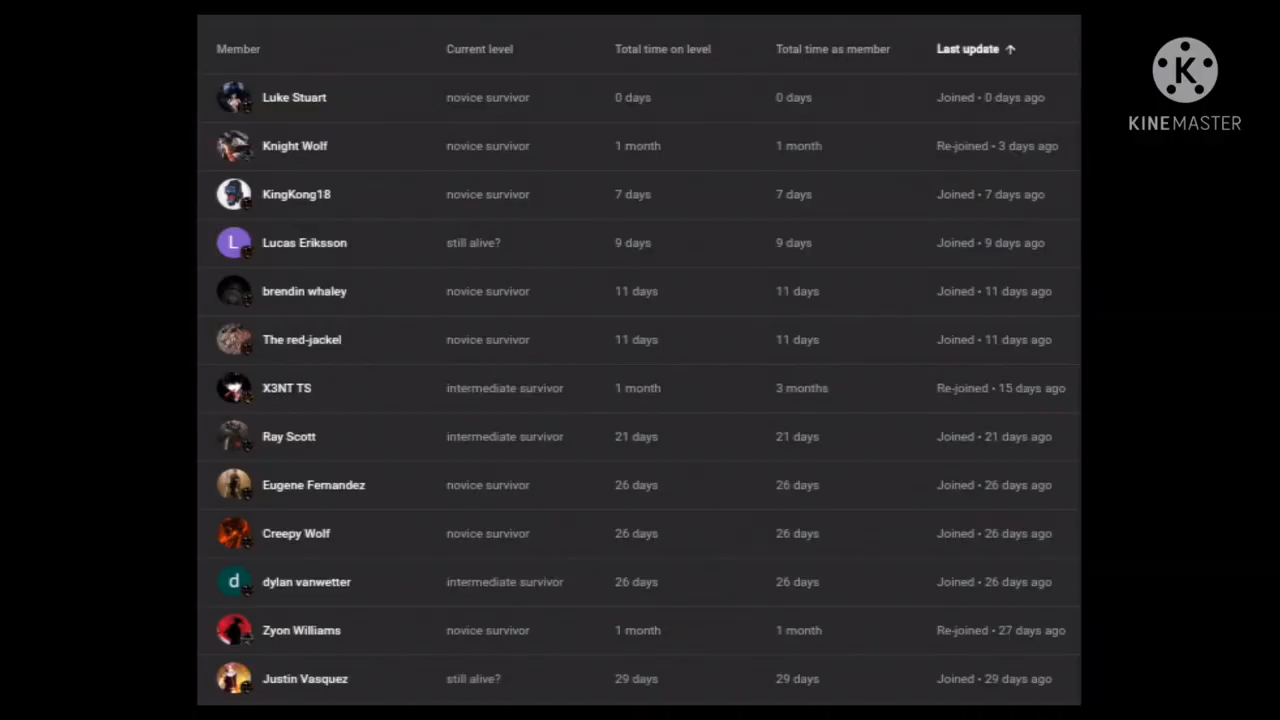 Member Current level Total time on level Total time as member Last update ↑
Luke Stuart novice survivor 0 days 0 days Joined • 0 days ago
Knight Wolf novice survivor 1 month 1 month Re-joined • 3 days ago
KingKong18 novice survivor 7 days 7 days Joined • 7 days ago
L Lucas Eriksson still alive? 9 days 9 days Joined • 9 days ago
brendin whaley novice survivor 11 days 11 days Joined • 11 days ago
The red-jackel novice survivor 11 days 11 days Joined • 11 days ago
X3NT TS intermediate survivor 1 month 3 months Re-joined • 15 days ago
Ray Scott intermediate survivor 21 days 21 days Joined • 21 days ago
Eugene Fernandez novice survivor 26 days 26 days Joined • 26 days ago
Creepy Wolf novice survivor 26 days 26 days Joined • 26 days ago
d dylan vanwetter intermediate survivor 26 days 26 days Joined • 26 days ago
Zyon Williams novice survivor 1 month 1 month Re-joined • 27 days ago
Justin Vasquez still alive? 29 days 29 days Joined • 29 days ago
K
KINEMASTER